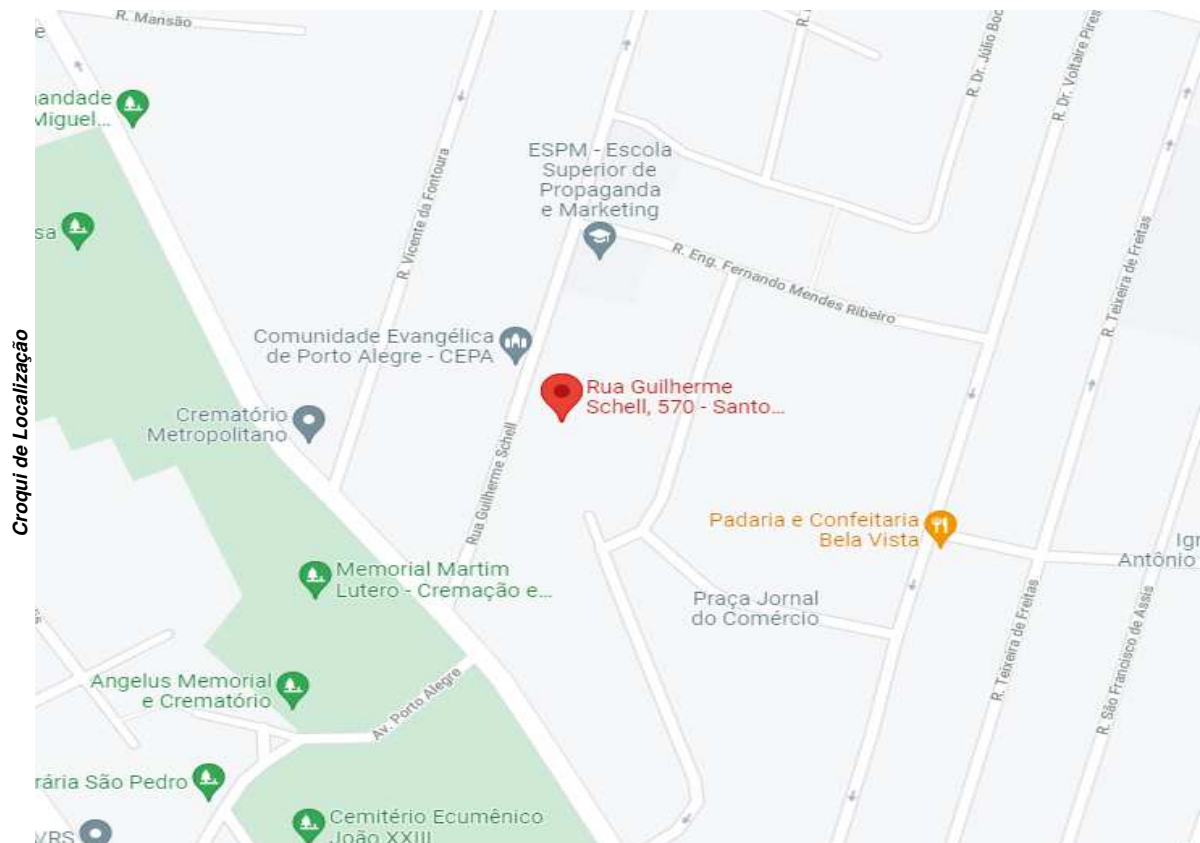 Croqui de Localização
R. Mansão
e
andade
Miguel...
sa
R. Vicente da Fontoura
ESPM - Escola
Superior de
Propaganda
e Marketing
R. Dr. Júlio Boc
R. Dr. Voltaire Pires
R. Teixeira de Freitas
R. Eng. Fernando Mendes Ribeiro
Comunidade Evangélica
de Porto Alegre - CEPA
Rua Guilherme
Schell, 570 - Santo...
Crematório
Metropolitano
Rua Guilherme Schell
Padaria e Confeitaria
Bela Vista
Igr
Antônio
Memorial Martim
Lutero - Cremação e...
Praça Jornal
do Comércio
R. Teixeira de Freitas
R. São Francisco de Assis
Angelus Memorial
e Crematório
Av. Porto Alegre
rária São Pedro
Cemitério Ecumênico
João XXIII
VRS